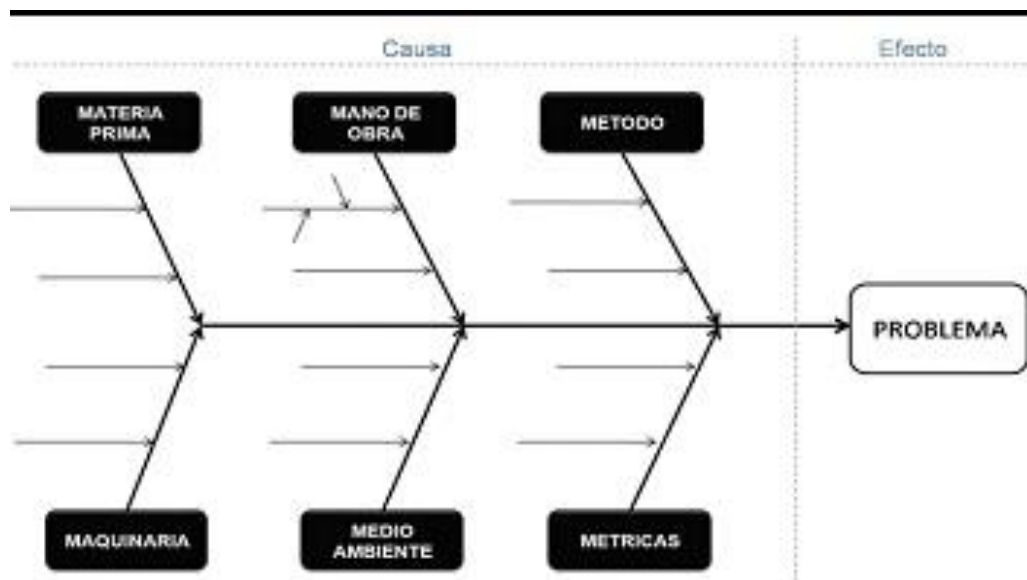 Causa
Efecto
MATERIA
PRIMA
MANO DE
OBRA
METODO
PROBLEMA
MAQUINARIA
MEDIO
AMBIENTE
METRICAS